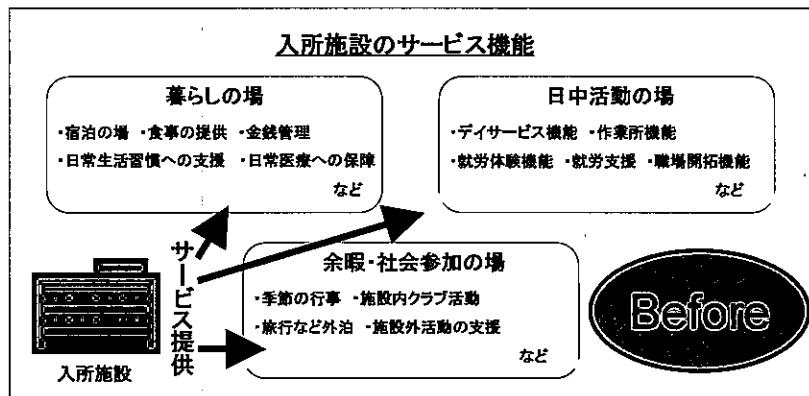 入所施設のサービス機能
暮らしの場
・宿泊の場 ・食事の提供 ・金銭管理
・日常生活習慣への支援 ・日常医療への保障
など
日中活動の場
・デイサービス機能 ・作業所機能
・就労体験機能 ・就労支援 ・職場開拓機能
など
サービス提供
入所施設
余暇・社会参加の場
・季節の行事 ・施設内クラブ活動
・旅行など外泊 ・施設外活動の支援
など
Before